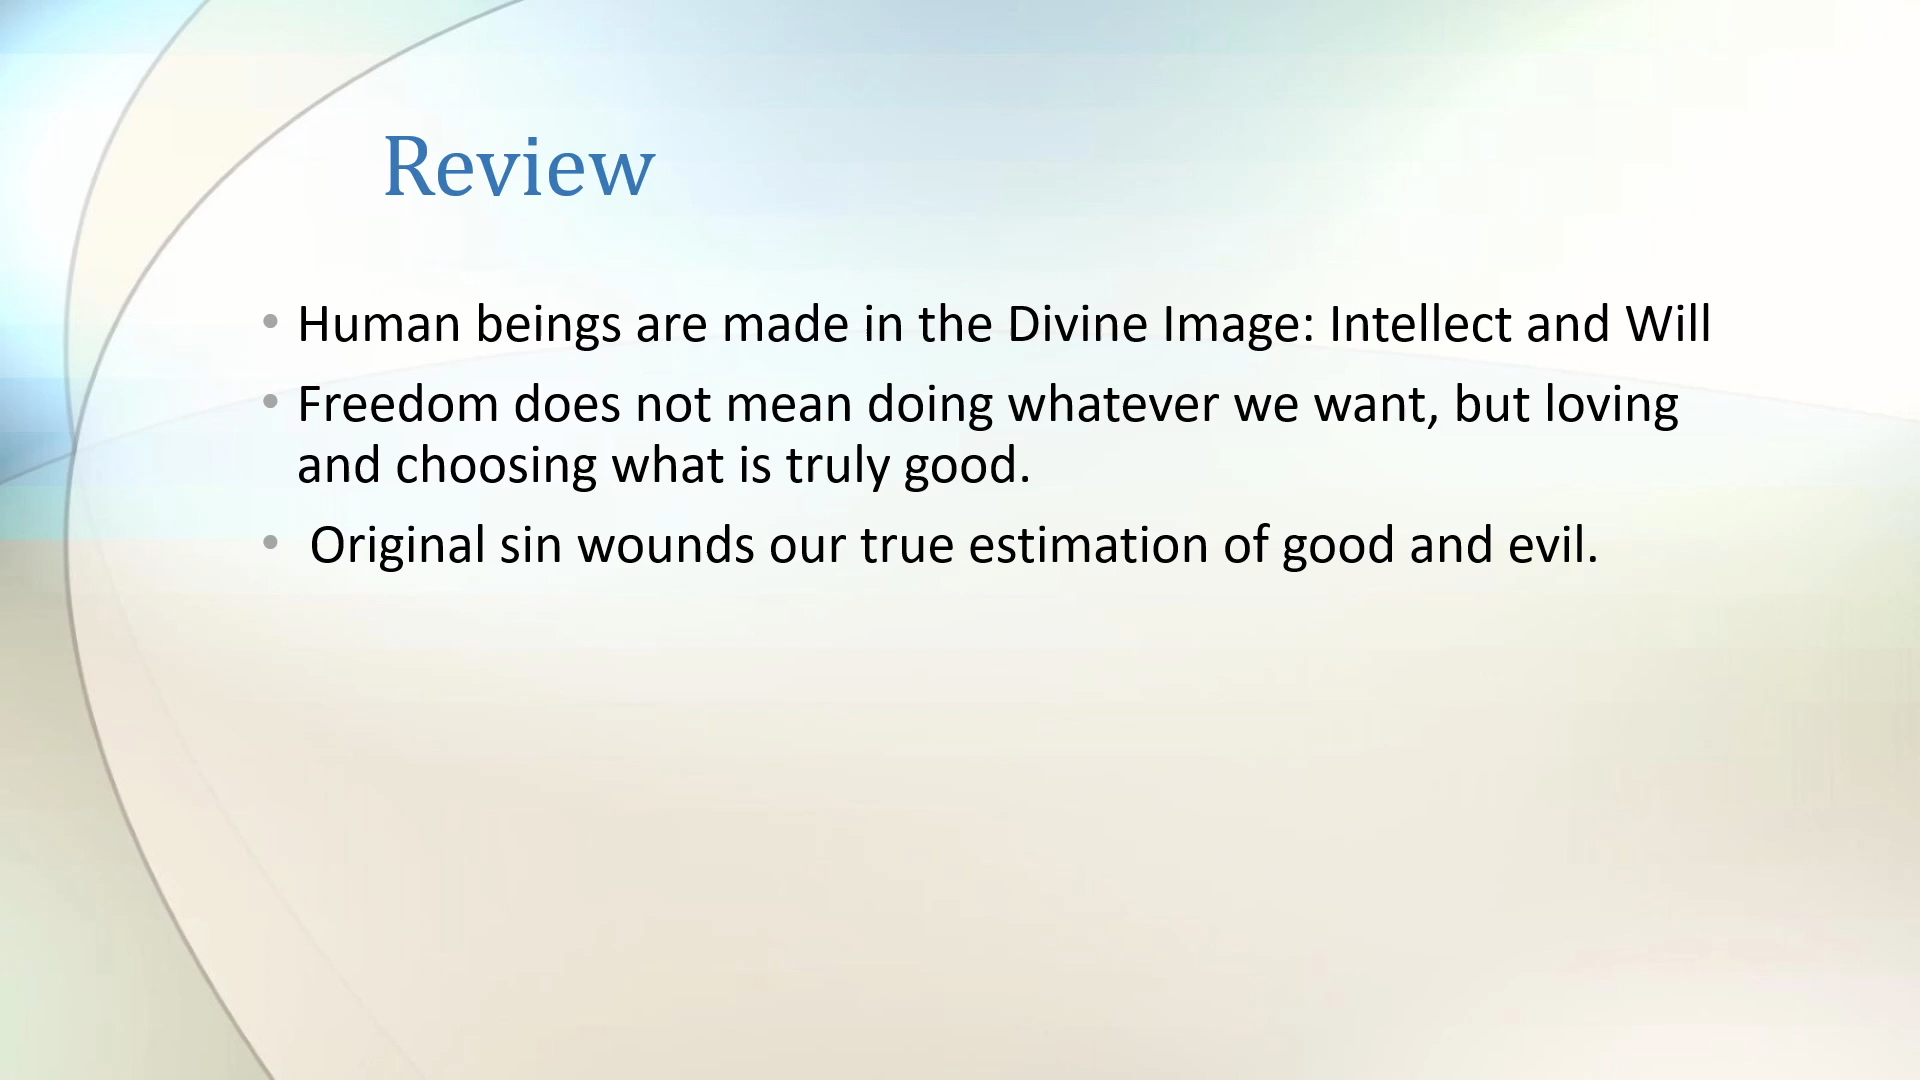 Review
• Human beings are made in the Divine Image: Intellect and Will
• Freedom does not mean doing whatever we want, but loving
and choosing what is truly good.
• Original sin wounds our true estimation of good and evil.